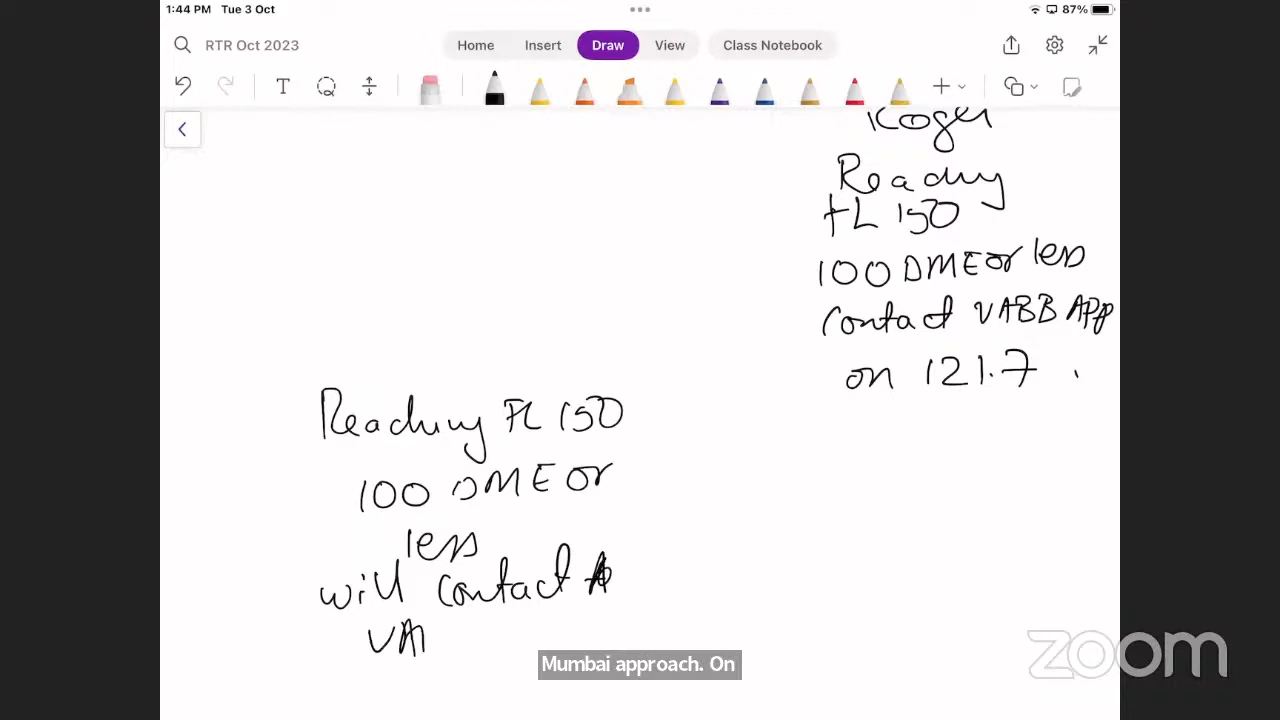 1:44 PM Tue 3 Oct
87%
RTR Oct 2023
Home Insert Draw View Class Notebook
Roger
Reaching
FL 150
100 DME or less
contact VABB APP
on 121.7
Reaching FL 150
100 DME or
less
will contact
VA
Mumbai approach. On
zoom